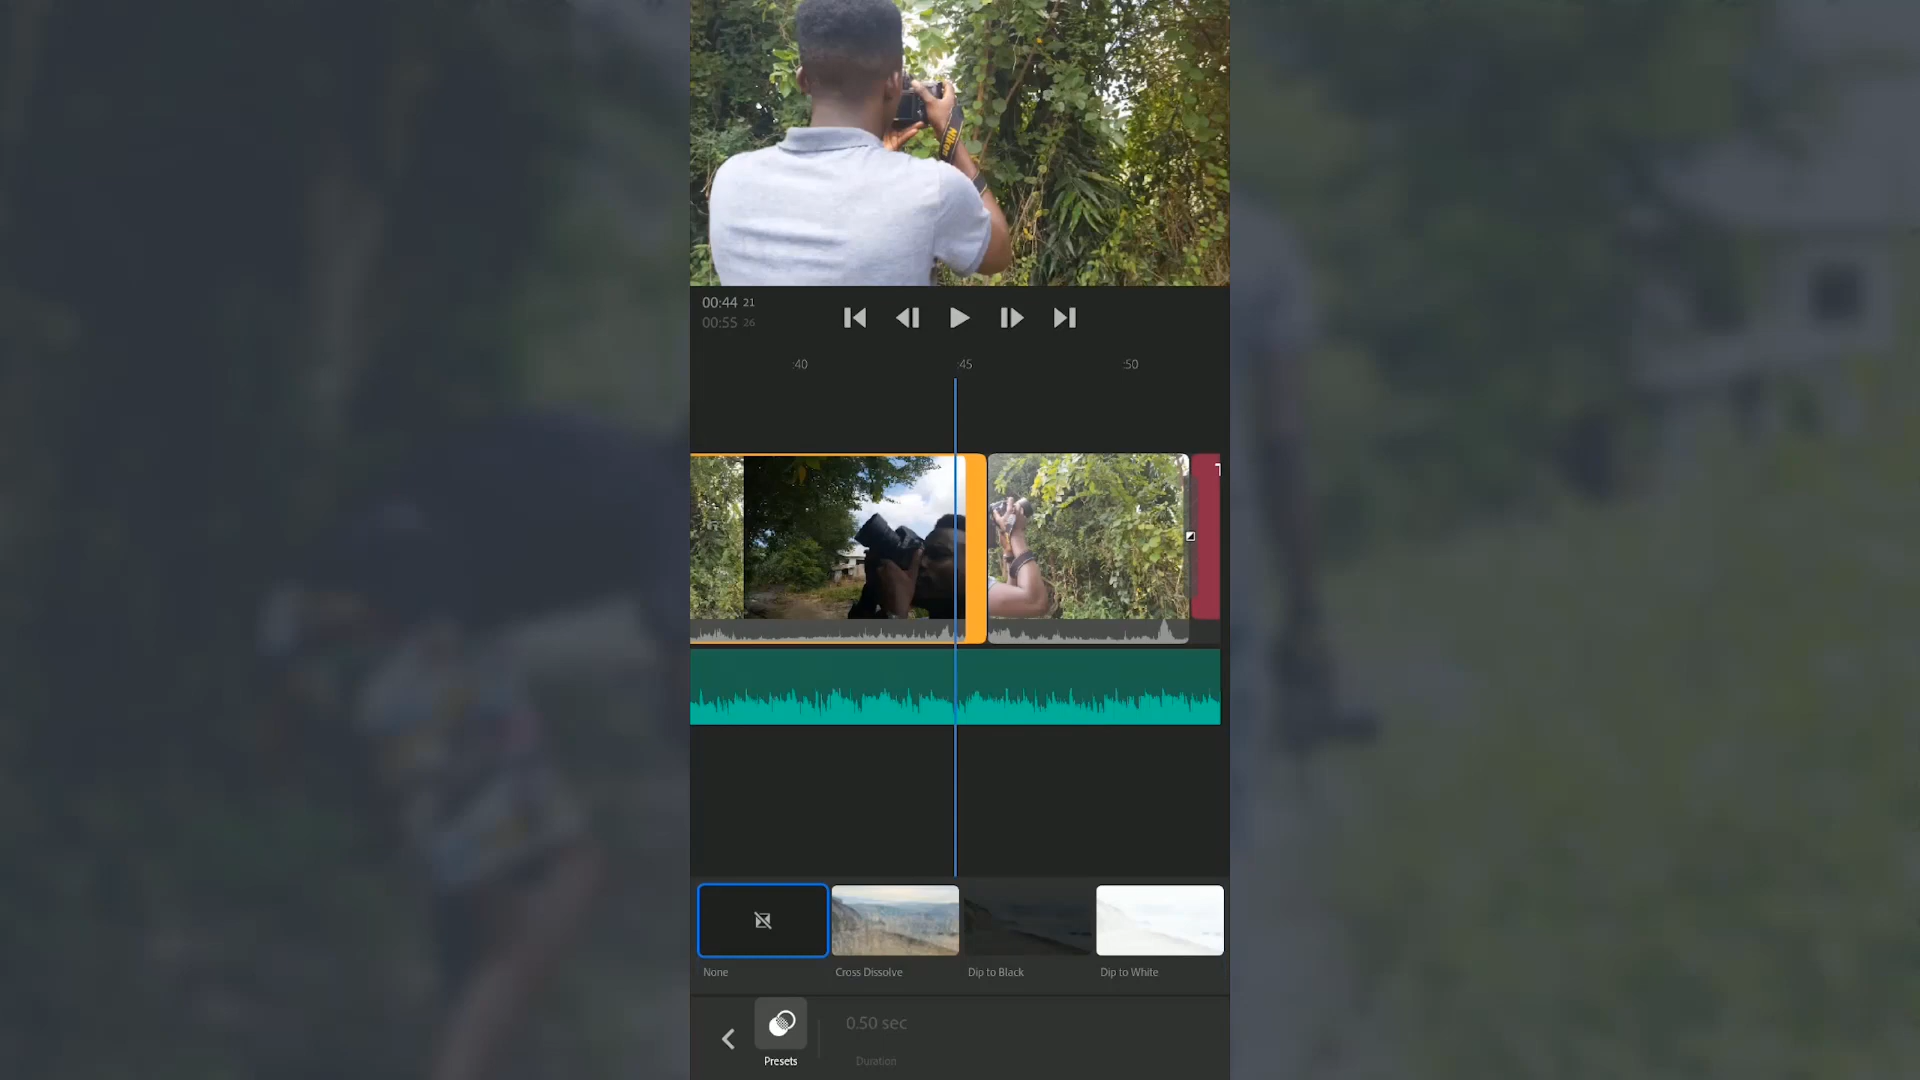 Nikon
00:44 21
00:55 26
:40
:45
:50
T
None
Cross Dissolve
Dip to Black
Dip to White
0.50 sec
Presets
Duration